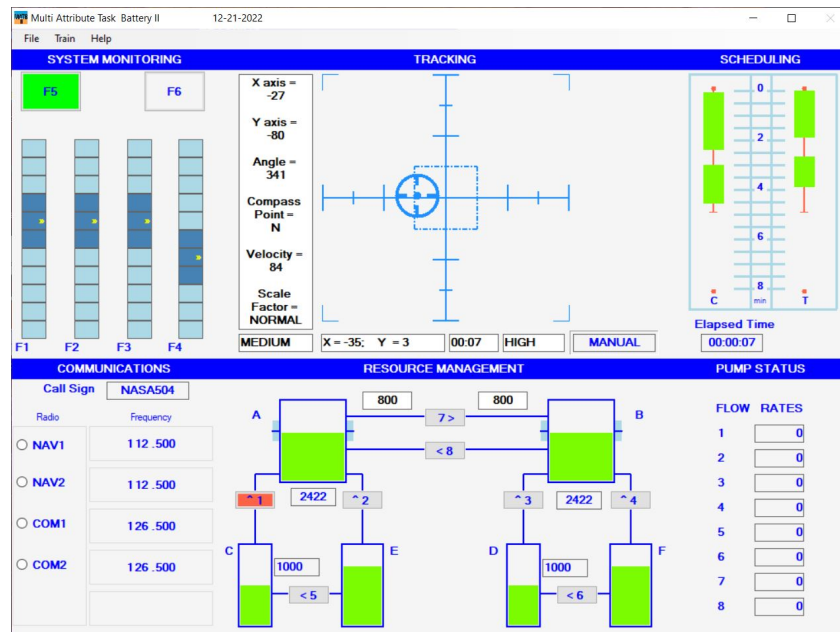 Multi Attribute Task Battery II 12-21-2022
File Train Help
SYSTEM MONITORING
F5 F6
F1 F2 F3 F4
TRACKING
X axis =
-27
Y axis =
-80
Angle =
341
Compass
Point =
N
Velocity =
84
Scale
Factor =
NORMAL
MEDIUM X = -35; Y = 3 00:07 HIGH MANUAL
SCHEDULING
0
2
4
6
8
C min T
Elapsed Time
00:00:07
COMMUNICATIONS
Call Sign NASA504
Radio Frequency
NAV1 112 .500
NAV2 112 .500
COM1 126 .500
COM2 126 .500
RESOURCE MANAGEMENT
800 800
A 7 > B
< 8
^ 1 2422 ^ 2 ^ 3 2422 ^ 4
C E D F
1000 1000
< 5 < 6
PUMP STATUS
FLOW RATES
1 0
2 0
3 0
4 0
5 0
6 0
7 0
8 0